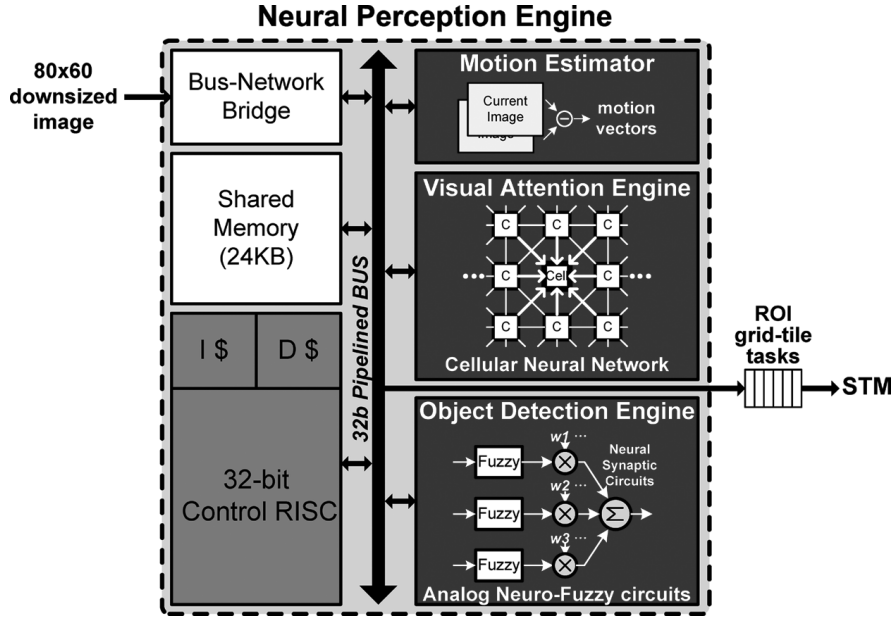 Neural Perception Engine
80x60
downsized
image
Bus-Network
Bridge
Shared
Memory
(24KB)
I $
D $
32-bit
Control RISC
32b Pipelined BUS
Motion Estimator
Current
Image
Image
−
motion
vectors
Visual Attention Engine
C C C
••• C Cell C •••
C C C
Cellular Neural Network
ROI
grid-tile
tasks
STM
Object Detection Engine
w1 ···
Fuzzy ×
Neural
Synaptic
Circuits
w2 ···
Fuzzy × Σ
w3 ···
Fuzzy ×
Analog Neuro-Fuzzy circuits